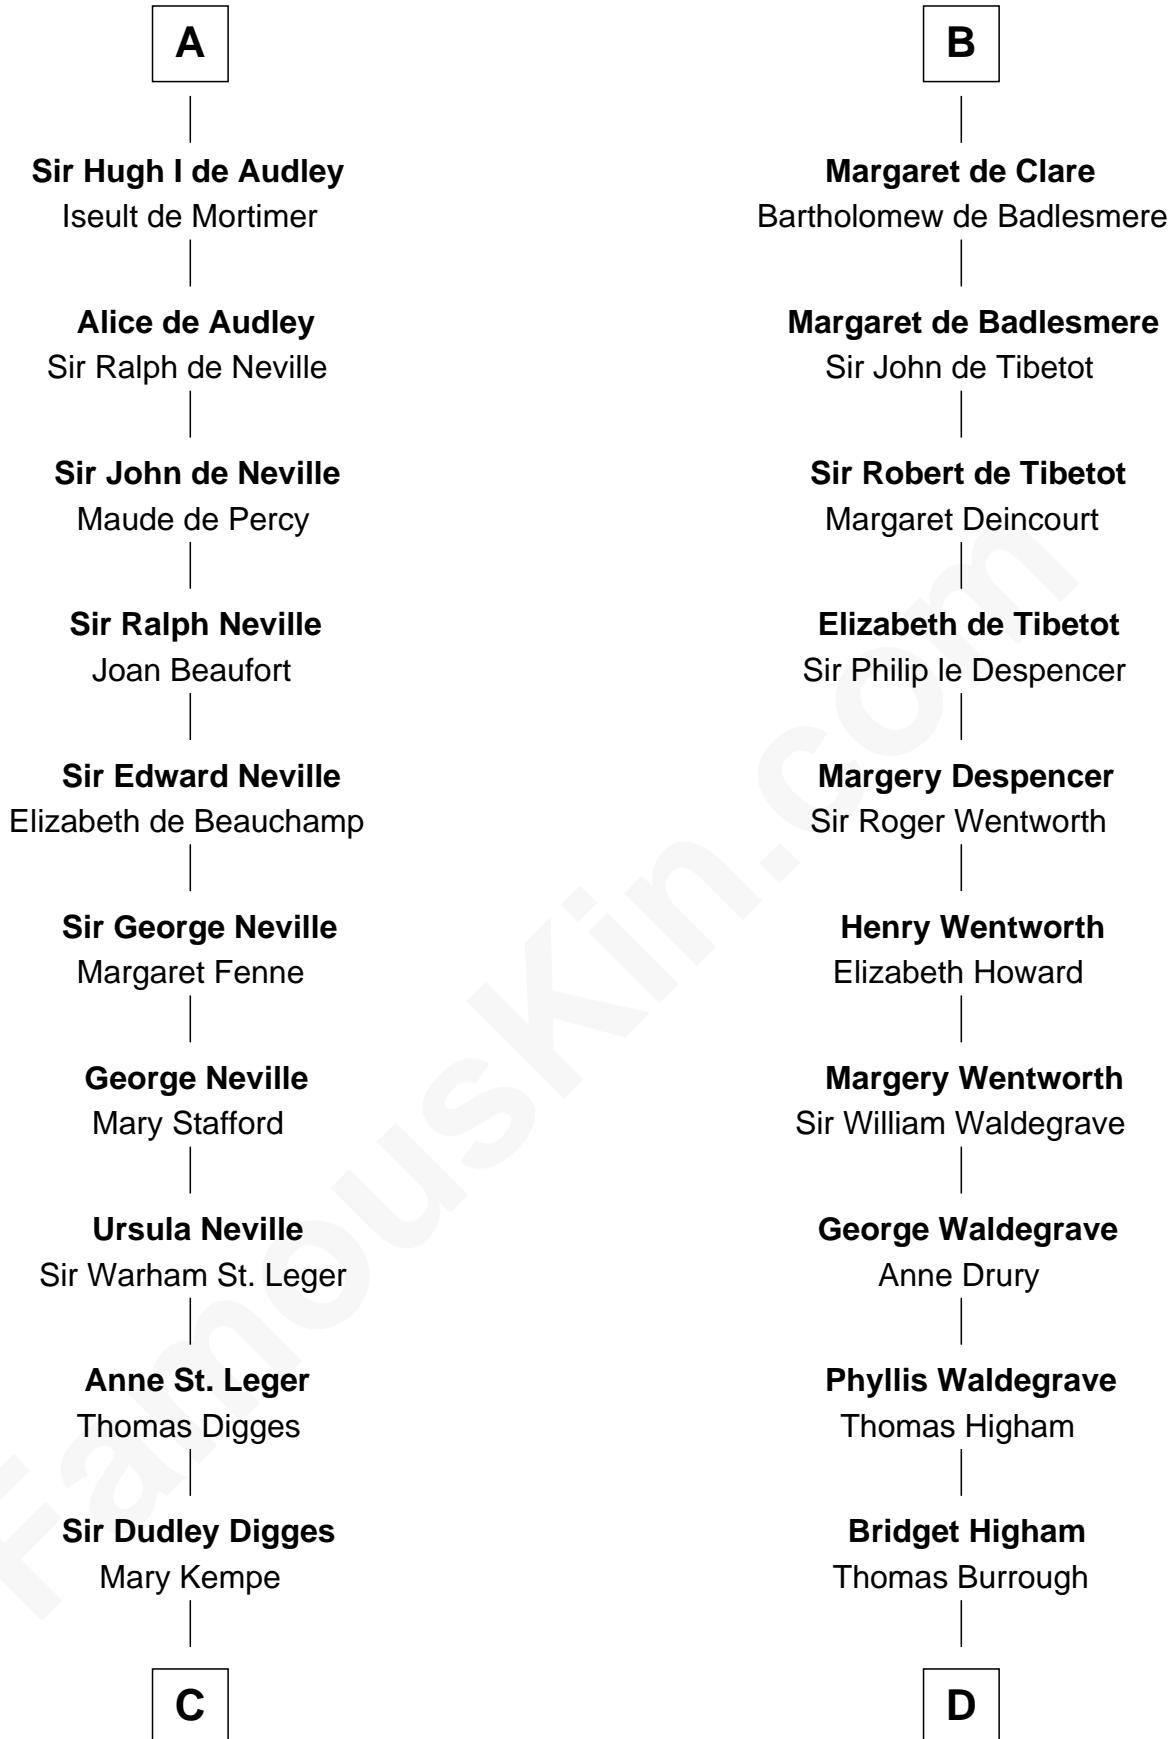 A
Sir Hugh I de Audley
Iseult de Mortimer
Alice de Audley
Sir Ralph de Neville
Sir John de Neville
Maude de Percy
Sir Ralph Neville
Joan Beaufort
Sir Edward Neville
Elizabeth de Beauchamp
Sir George Neville
Margaret Fenne
George Neville
Mary Stafford
Ursula Neville
Sir Warham St. Leger
Anne St. Leger
Thomas Digges
Sir Dudley Digges
Mary Kempe
C
B
Margaret de Clare
Bartholomew de Badlesmere
Margaret de Badlesmere
Sir John de Tibetot
Sir Robert de Tibetot
Margaret Deincourt
Elizabeth de Tibetot
Sir Philip le Despencer
Margery Despencer
Sir Roger Wentworth
Henry Wentworth
Elizabeth Howard
Margery Wentworth
Sir William Waldegrave
George Waldegrave
Anne Drury
Phyllis Waldegrave
Thomas Higham
Bridget Higham
Thomas Burrough
D
FamousKin.com